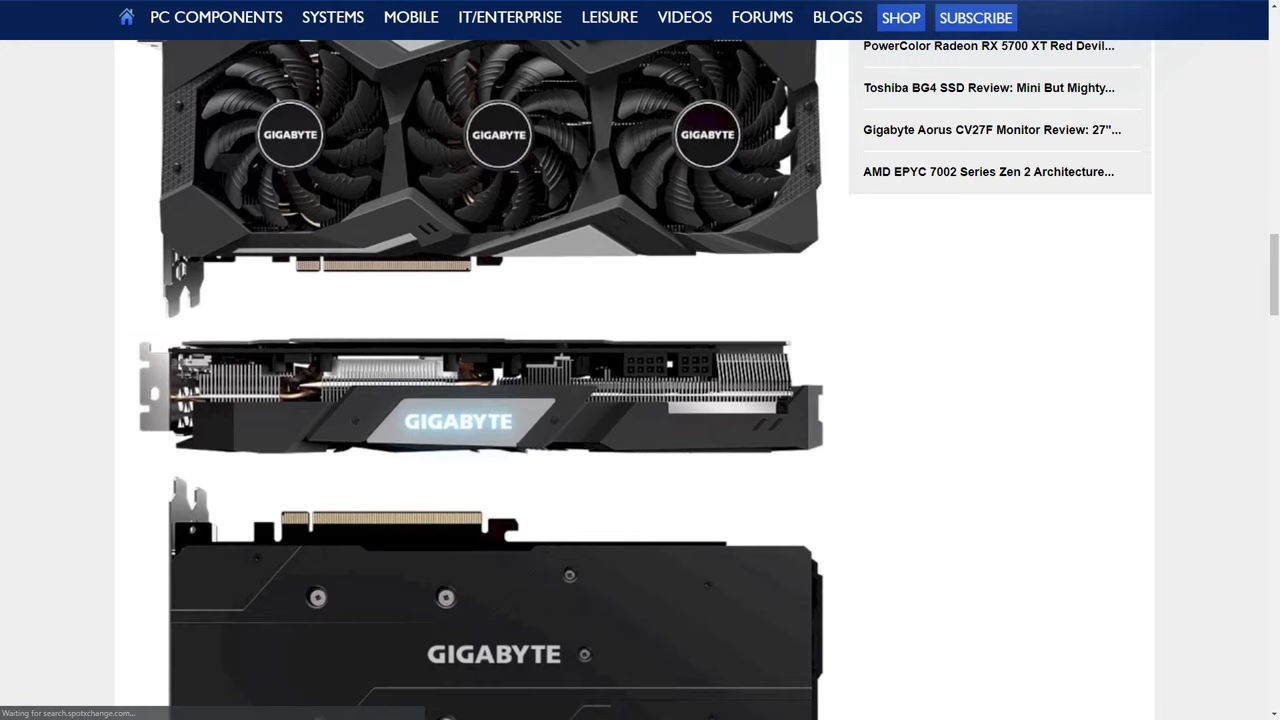 PC COMPONENTS SYSTEMS MOBILE IT/ENTERPRISE LEISURE VIDEOS FORUMS BLOGS SHOP SUBSCRIBE
PowerColor Radeon RX 5700 XT Red Devil...
Toshiba BG4 SSD Review: Mini But Mighty...
Gigabyte Aorus CV27F Monitor Review: 27"...
AMD EPYC 7002 Series Zen 2 Architecture...
GIGABYTE GIGABYTE GIGABYTE
GIGABYTE
GIGABYTE
Waiting for search.spotxchange.com...